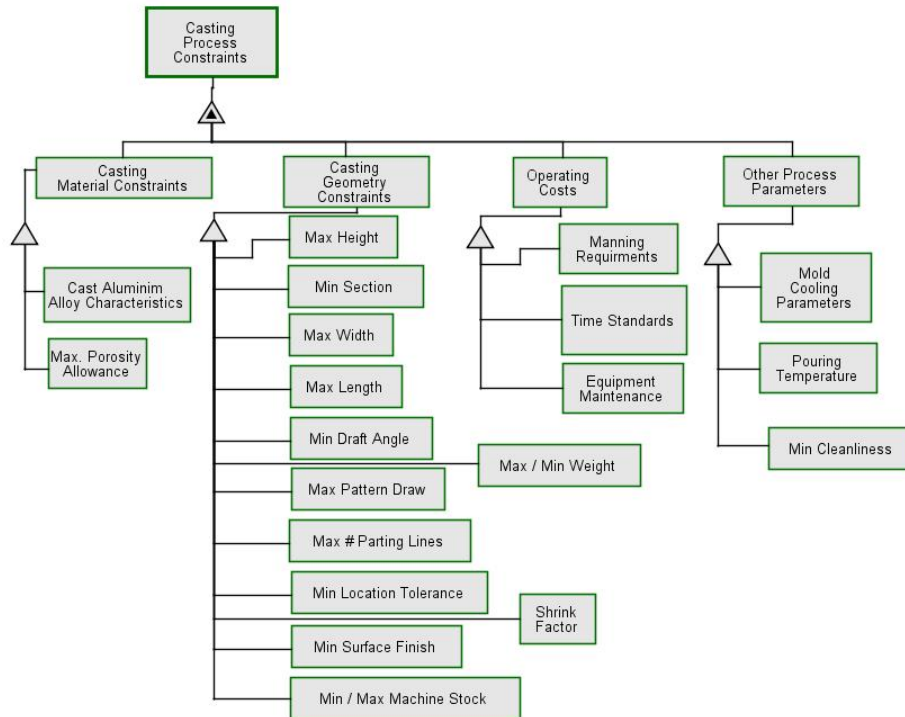 Casting
Process
Constraints
Casting
Material Constraints
Casting
Geometry
Constraints
Operating
Costs
Other Process
Parameters
Cast Aluminim
Alloy Characteristics
Max. Porosity
Allowance
Max Height
Min Section
Max Width
Max Length
Min Draft Angle
Max / Min Weight
Max Pattern Draw
Max # Parting Lines
Min Location Tolerance
Shrink
Factor
Min Surface Finish
Min / Max Machine Stock
Manning
Requirments
Time Standards
Equipment
Maintenance
Mold
Cooling
Parameters
Pouring
Temperature
Min Cleanliness